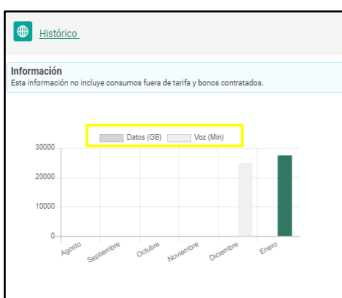 Histórico
Información
Esta información no incluye consumos fuera de tarifa y bonos contratados.
Datos (GB) Voz (Min)
30000
20000
10000
0
Agosto Septiembre Octubre Noviembre Diciembre Enero